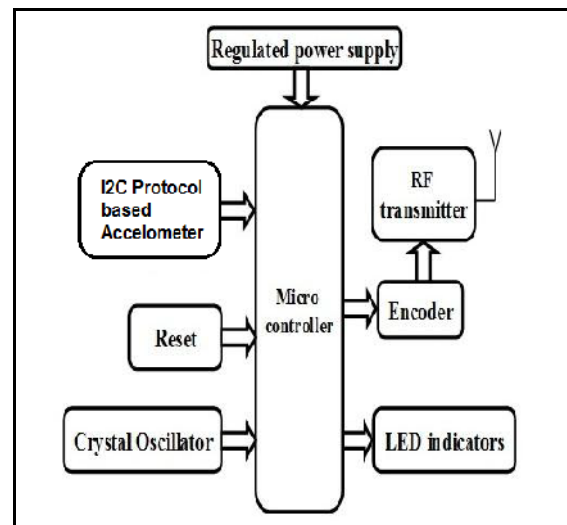 Regulated power supply
I2C Protocol
based
Accelometer
RF
transmitter
Micro
controller
Encoder
Reset
Crystal Oscillator
LED indicators